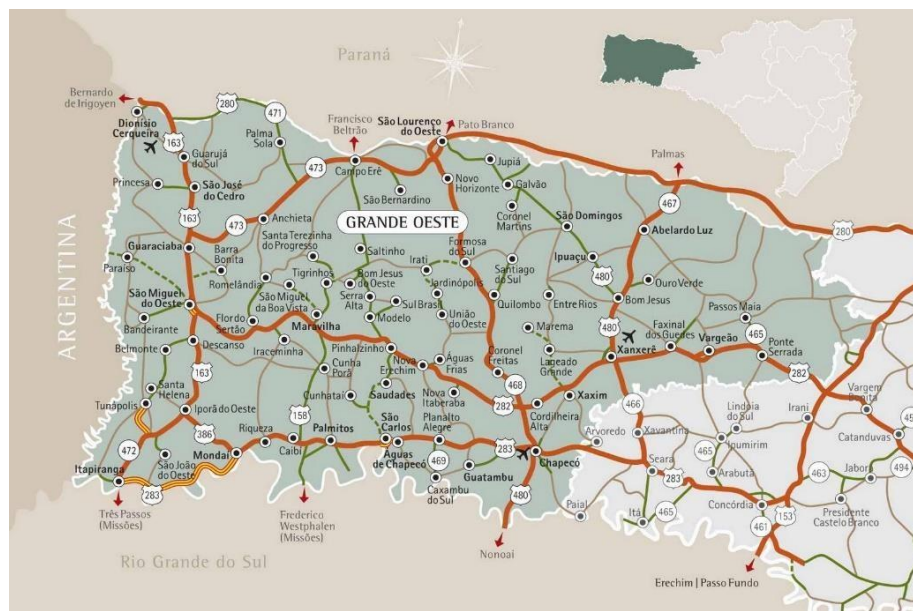 Paraná
Bernardo
de Irigoyen
280
471
Francisco
Beltrão
São Lourenço
do Oeste
Pato Branco
Dionísio
Cerqueira
163
Guarujá
do Sul
Palma
Sola
Palmas
Princesa
São José
do Cedro
473
Campo Erê
Jupiá
Novo
Horizonte
Galvão
São Bernardino
467
163
473
Anchieta
GRANDE OESTE
Coronel
Martins
São Domingos
Abelardo Luz
280
ARGENTINA
Guaraciaba
Barra
Bonita
Santa Terezinha
do Progresso
Saltinho
Formosa
do Sul
Ipuaçu
Paraíso
Romelândia
Tigrinhos
Irati
Bom Jesus
do Oeste
Santiago
do Sul
480
Ouro Verde
São Miguel
do Oeste
São Miguel
da Boa Vista
Serra
Alta
Jardinópolis
Sul Brasil
Quilombo
Entre Rios
Bom Jesus
Passos Maia
Bandeirante
Flor do
Sertão
Maravilha
Modelo
União
do Oeste
Marema
480
Faxinal
dos Guedes
Vargeão
465
Belmonte
Descanso
Iraceminha
Pinhalzinho
Xanxerê
Ponte
Serrada
163
Cunha
Porã
Nova
Erechim
Águas
Frias
Coronel
Freitas
Lageado
Grande
282
Santa
Helena
Cunhataí
Saudades
Nova
Itaberaba
468
Xaxim
Vargem
Bonita
Tunápolis
Iporã do Oeste
158
282
Cordilheira
Alta
466
Lindóia
do Sul
Irani
386
Riqueza
Palmitos
São
Carlos
Planalto
Alegre
Arvoredo
Xavantina
Ipumirim
Catanduvas
472
Mondaí
Caibi
Águas
de Chapecó
283
Chapecó
465
Itapiranga
São João
do Oeste
469
Guatambu
Seara
283
Arabutã
463
Jaborá
494
283
Caxambu
do Sul
480
Paial
Itá
465
Concórdia
Presidente
Castelo Branco
Três Passos
(Missões)
Frederico
Westphalen
(Missões)
461
153
Nonoai
Rio Grande do Sul
Erechim | Passo Fundo